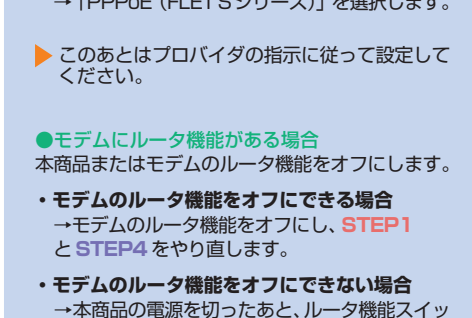 →「PPPoE（FLET'Sシリーズ）」を選択します。
▶このあとはプロバイダの指示に従って設定して
ください。
●モデムにルータ機能がある場合
本商品またはモデムのルータ機能をオフにします。
・モデムのルータ機能をオフにできる場合
→モデムのルータ機能をオフにし、STEP1
と STEP4 をやり直します。
・モデムのルータ機能をオフにできない場合
→本商品の電源を切ったあと、ルータ機能スイッ